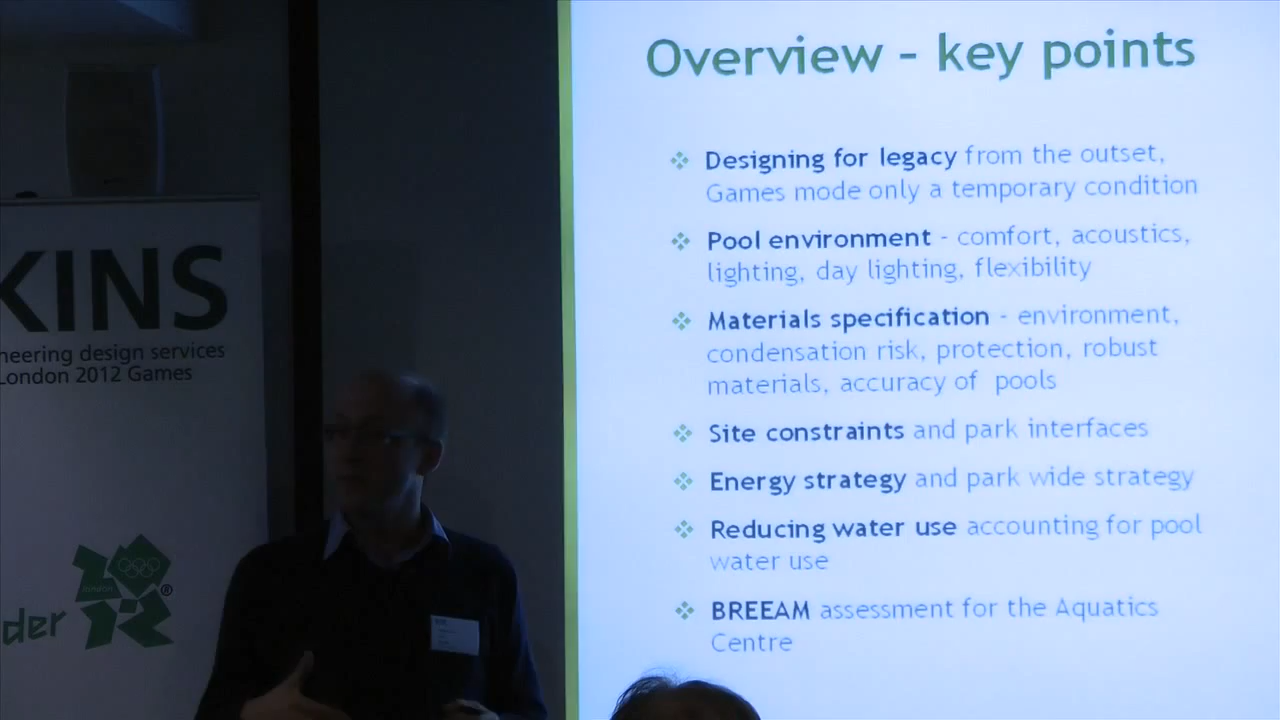 Overview – key points
Designing for legacy from the outset,
Games mode only a temporary condition
Pool environment - comfort, acoustics,
lighting, day lighting, flexibility
Materials specification - environment,
condensation risk, protection, robust
materials, accuracy of pools
Site constraints and park interfaces
Energy strategy and park wide strategy
Reducing water use accounting for pool
water use
BREEAM assessment for the Aquatics
Centre
KINS
neering design services
London 2012 Games
london
der